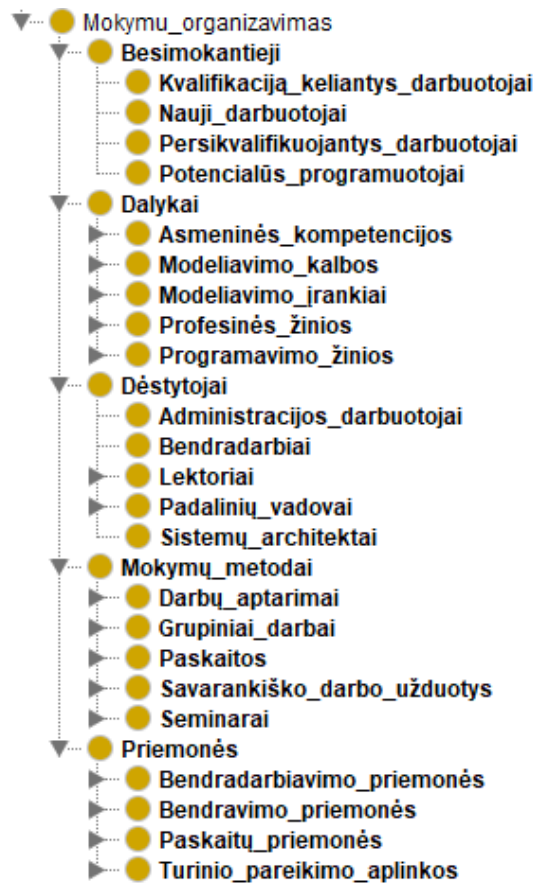 Mokymu_organizavimas
Besimokantieji
Kvalifikaciją_keliantys_darbuotojai
Nauji_darbuotojai
Persikvalifikuojantys_darbuotojai
Potencialūs_programuotojai
Dalykai
Asmeninės_kompetencijos
Modeliavimo_kalbos
Modeliavimo_įrankiai
Profesinės_žinios
Programavimo_žinios
Dėstytojai
Administracijos_darbuotojai
Bendradarbiai
Lektoriai
Padalinių_vadovai
Sistemų_architektai
Mokymų_metodai
Darbų_aptarimai
Grupiniai_darbai
Paskaitos
Savarankiško_darbo_užduotys
Seminarai
Priemonės
Bendradarbiavimo_priemonės
Bendravimo_priemonės
Paskaitų_priemonės
Turinio_pareikimo_aplinkos